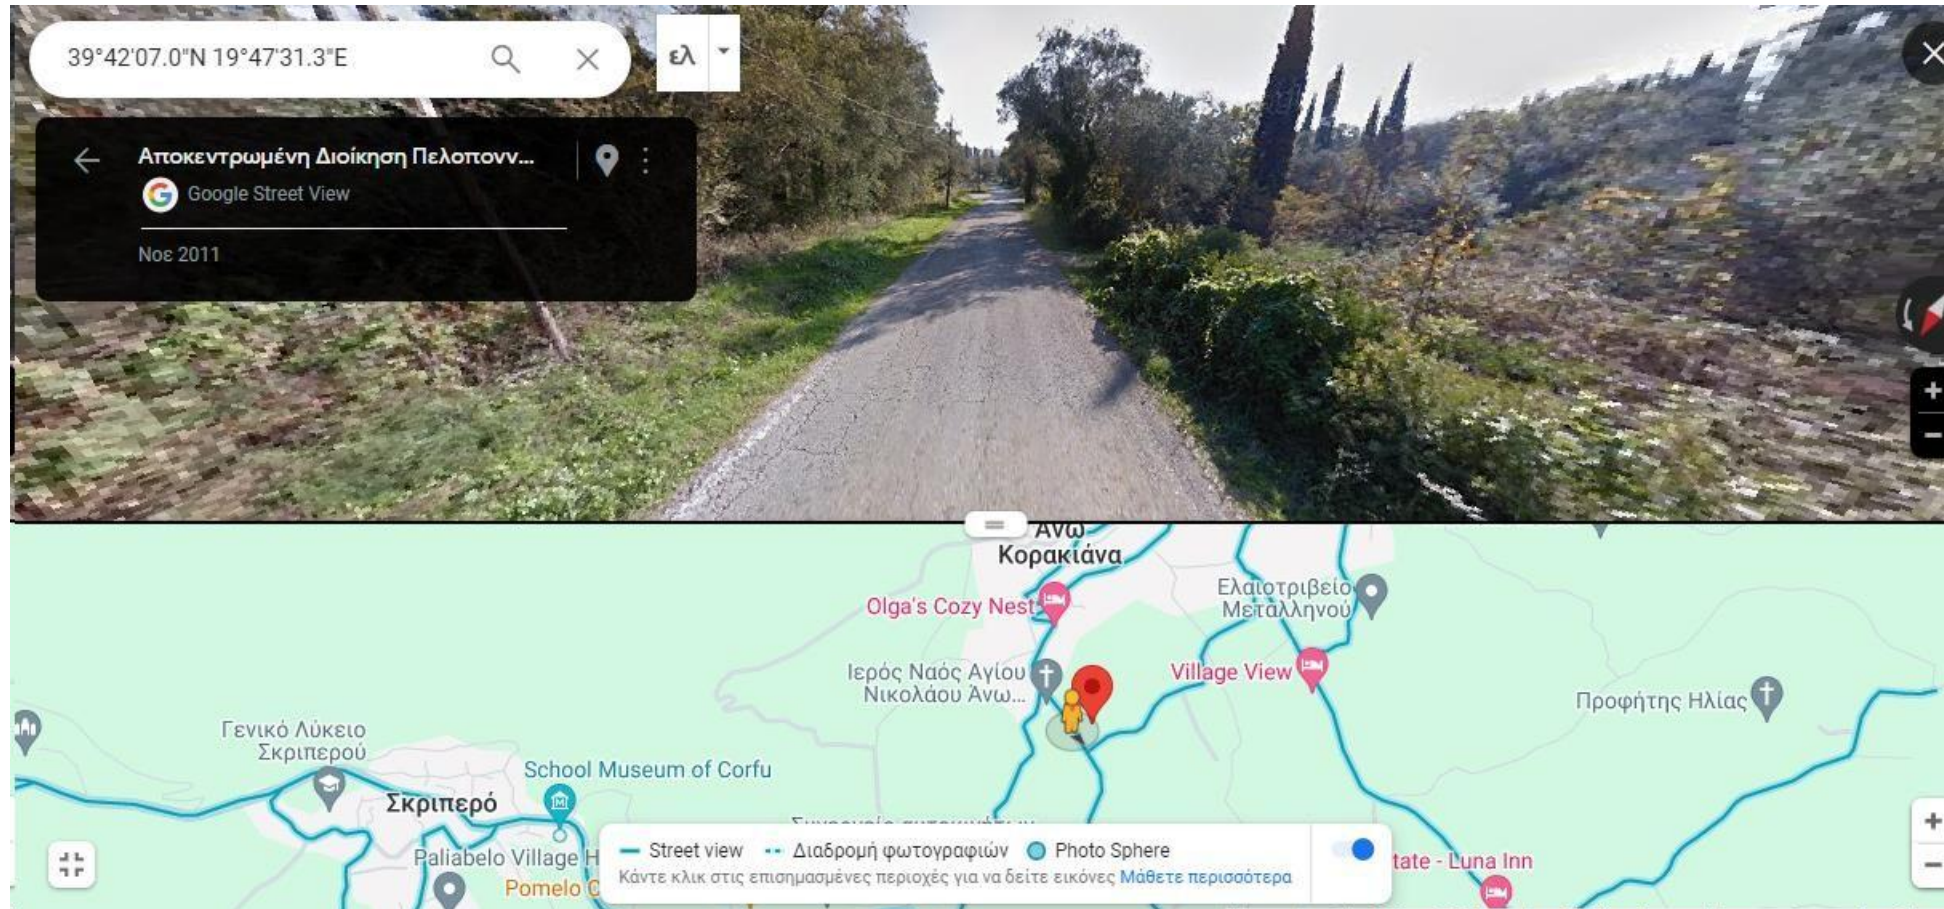 39°42'07.0"N 19°47'31.3"E
ελ
Αποκεντρωμένη Διοίκηση Πελοπονν...
Google Street View
Νοε 2011
Άνω
Κορακιάνα
Olga's Cozy Nest
Ελαιοτριβείο
Μεταλληνού
Ιερός Ναός Αγίου
Νικολάου Άνω...
Village View
Προφήτης Ηλίας
Γενικό Λύκειο
Σκριπερού
School Museum of Corfu
Σκριπερό
Paliabelo Village H
Pomelo C
Street view
Διαδρομή φωτογραφιών
Photo Sphere
Κάντε κλικ στις επισημασμένες περιοχές για να δείτε εικόνες Μάθετε περισσότερα
tate - Luna Inn